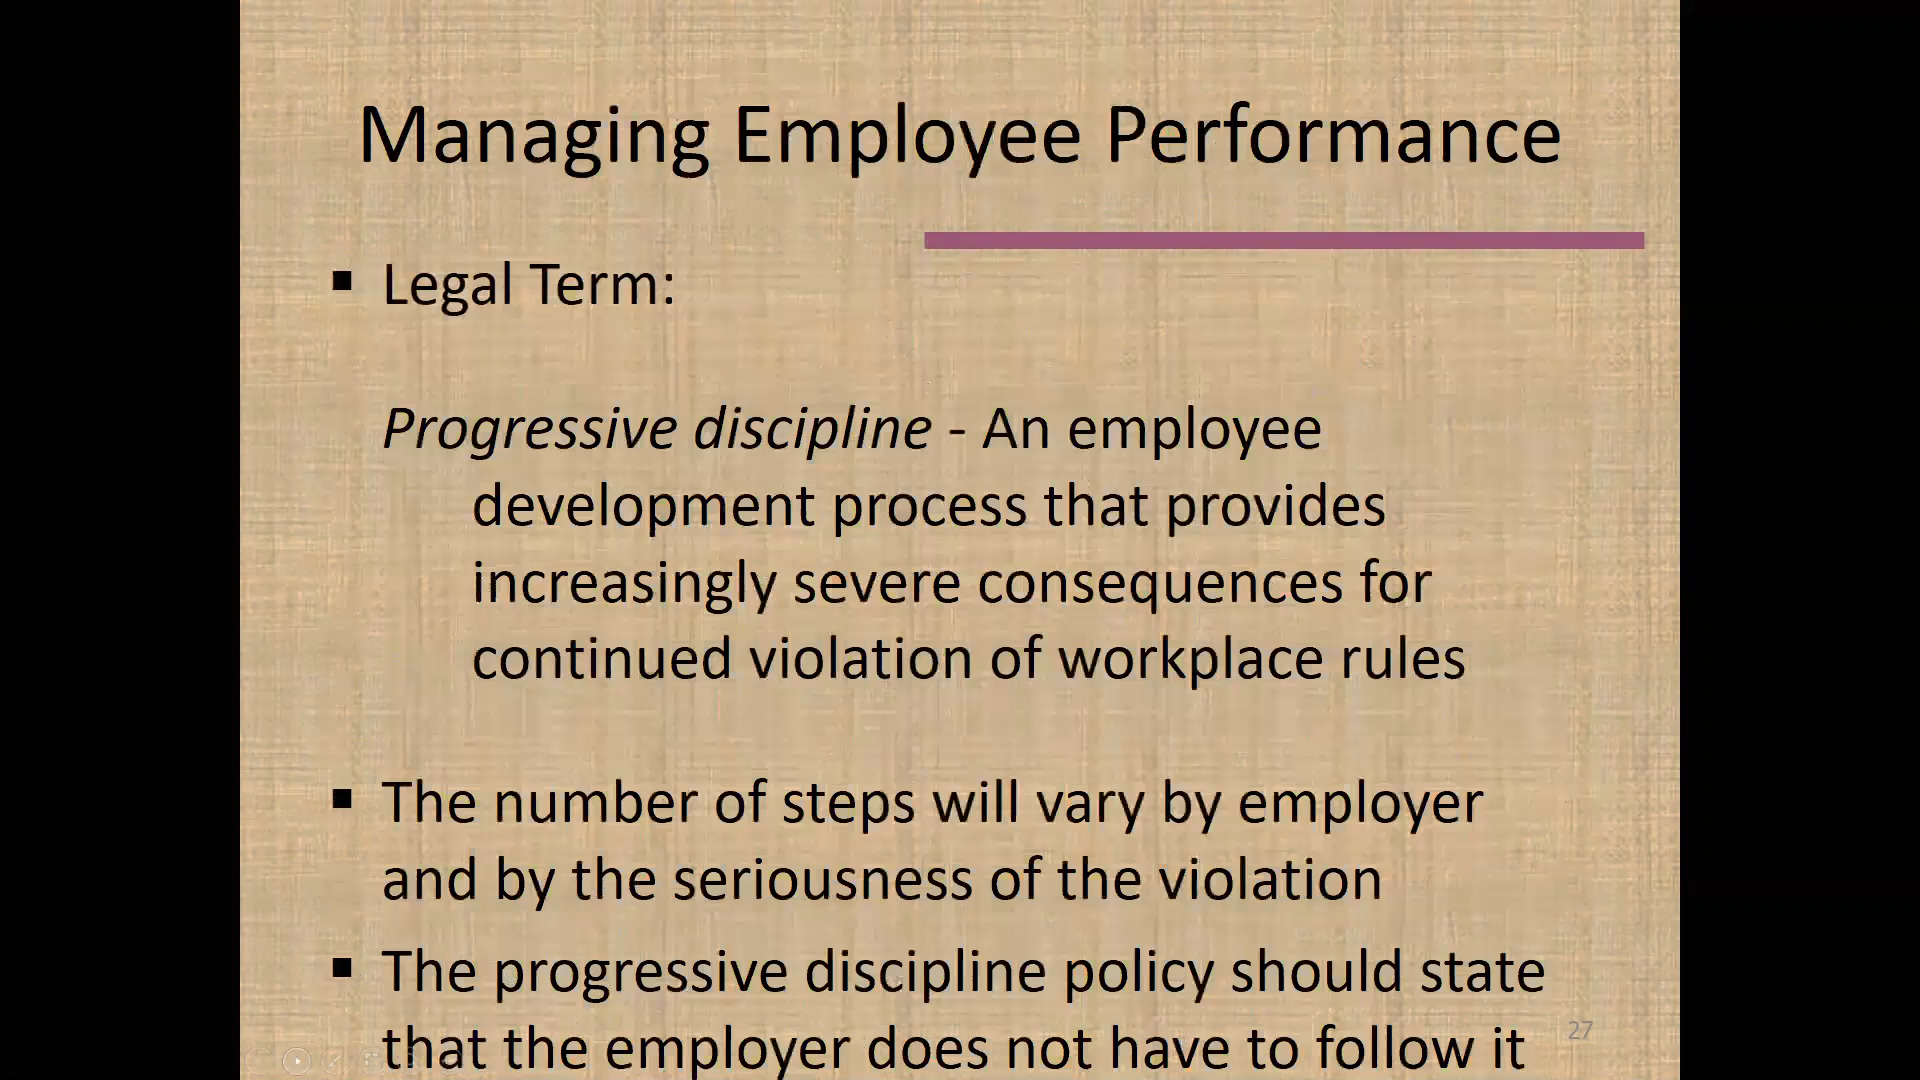 Managing Employee Performance
▪ Legal Term:
Progressive discipline - An employee
development process that provides
increasingly severe consequences for
continued violation of workplace rules
▪ The number of steps will vary by employer
and by the seriousness of the violation
▪ The progressive discipline policy should state
that the employer does not have to follow it
27